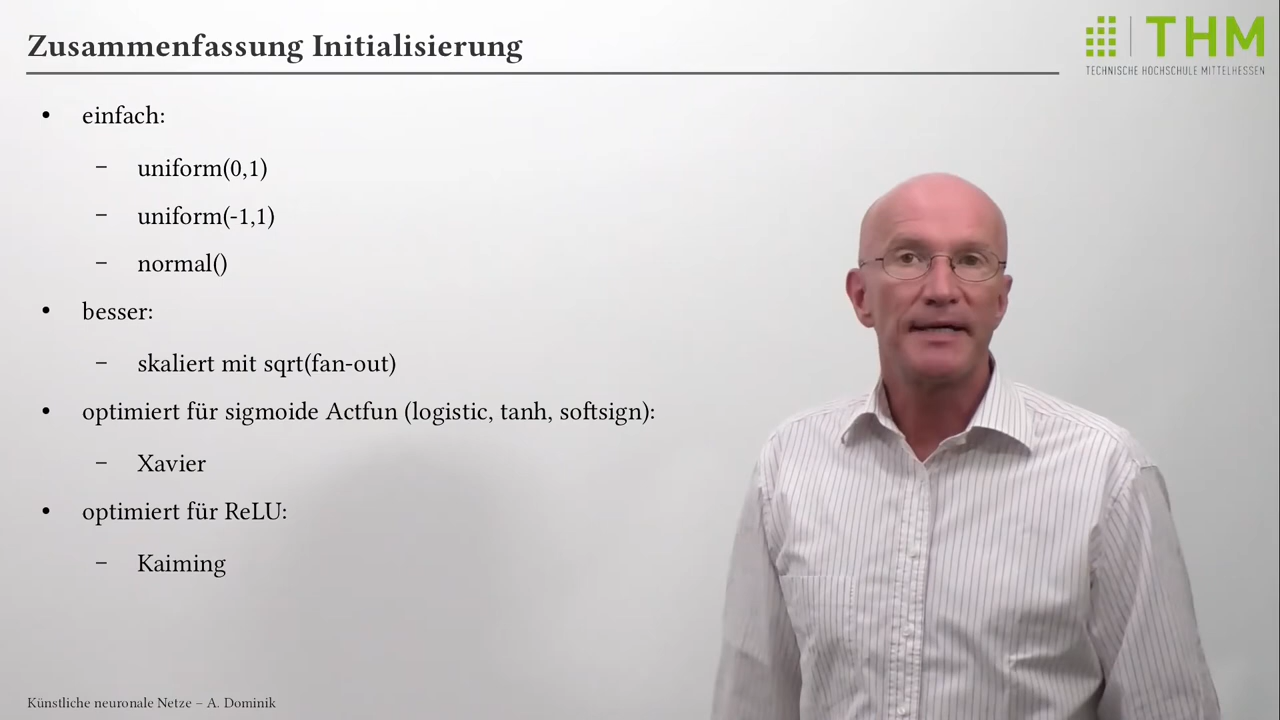 Zusammenfassung Initialisierung
THM
TECHNISCHE HOCHSCHULE MITTELHESSEN
• einfach:
– uniform(0,1)
– uniform(-1,1)
– normal()
• besser:
– skaliert mit sqrt(fan-out)
• optimiert für sigmoide Actfun (logistic, tanh, softsign):
– Xavier
• optimiert für ReLU:
– Kaiming
Künstliche neuronale Netze – A. Dominik